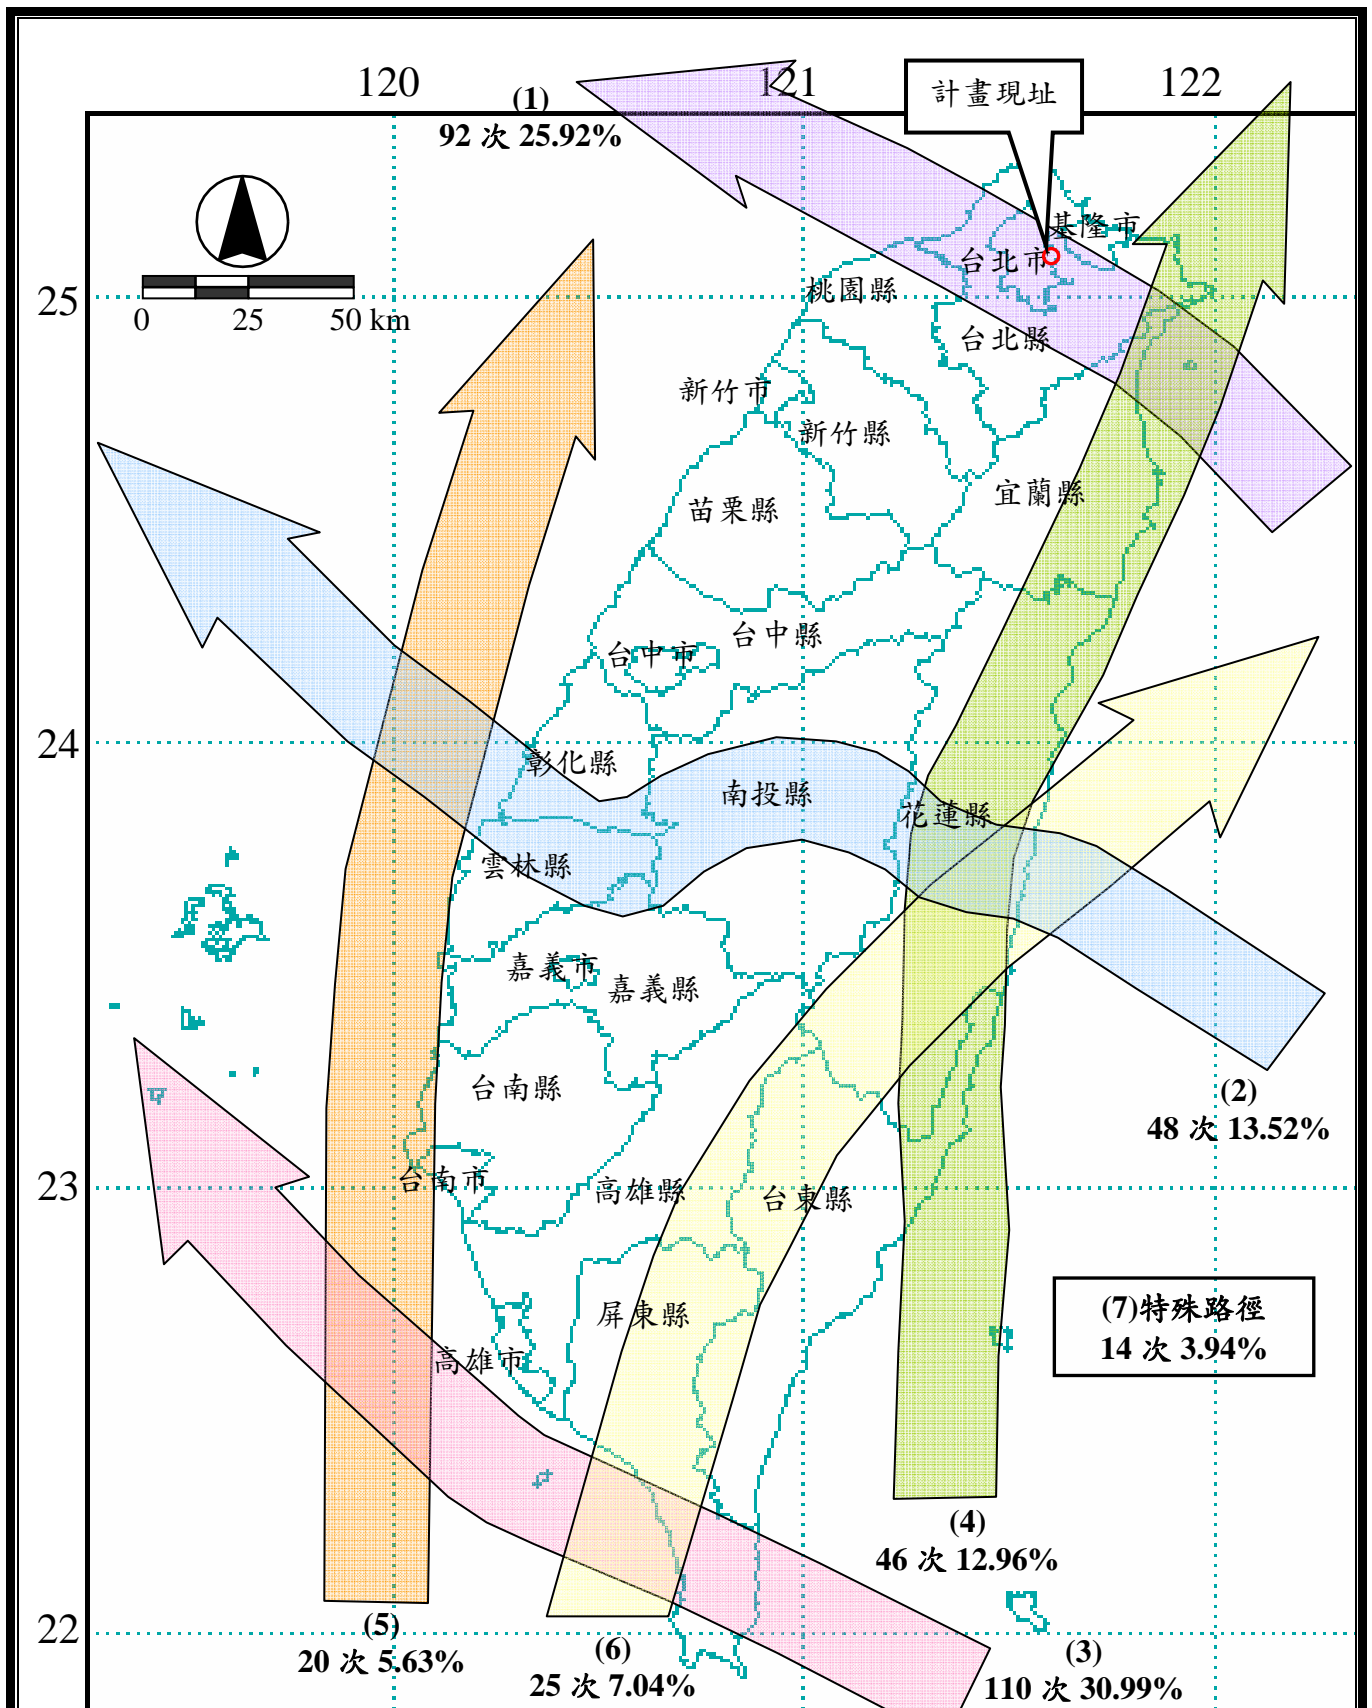 120
121
122
計畫現址
(1)
92 次 25.92%
基隆市
台北市
桃園縣
25
0 25 50 km
台北縣
新竹市
新竹縣
宜蘭縣
苗栗縣
台中縣
台中市
24
彰化縣
南投縣
花蓮縣
雲林縣
嘉義市
嘉義縣
台南縣
(2)
48 次 13.52%
23
台南市
高雄縣
台東縣
(7)特殊路徑
14 次 3.94%
屏東縣
高雄市
(4)
46 次 12.96%
22
(5)
20 次 5.63%
(6)
25 次 7.04%
(3)
110 次 30.99%